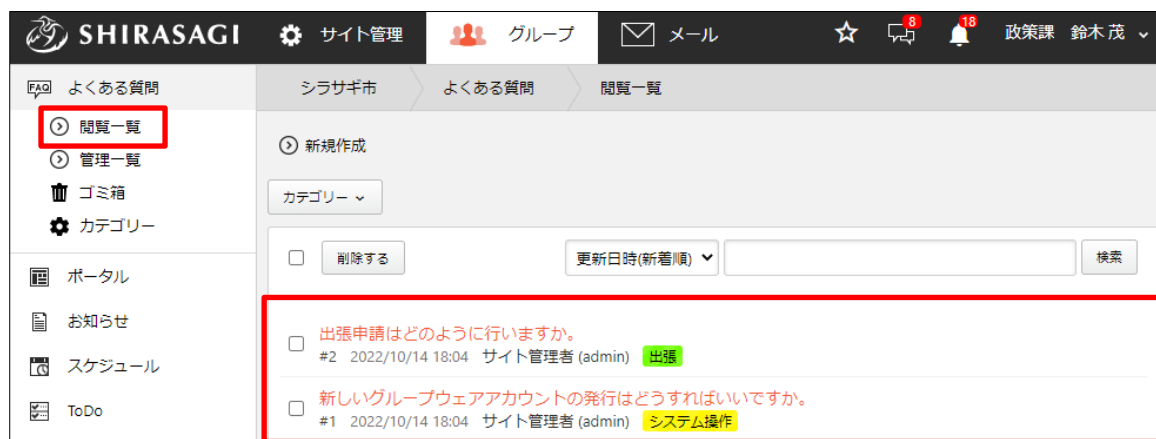 SHIRASAGI サイト管理 グループ メール 8 18 政策課 鈴木 茂
FAQ よくある質問
シラサギ市 よくある質問 閲覧一覧
閲覧一覧
管理一覧
ゴミ箱
カテゴリー
ポータル
お知らせ
スケジュール
ToDo
新規作成
カテゴリー
削除する 更新日時(新着順) 検索
出張申請はどのように行いますか。
#2 2022/10/14 18:04 サイト管理者 (admin) 出張
新しいグループウェアアカウントの発行はどうすればいいですか。
#1 2022/10/14 18:04 サイト管理者 (admin) システム操作